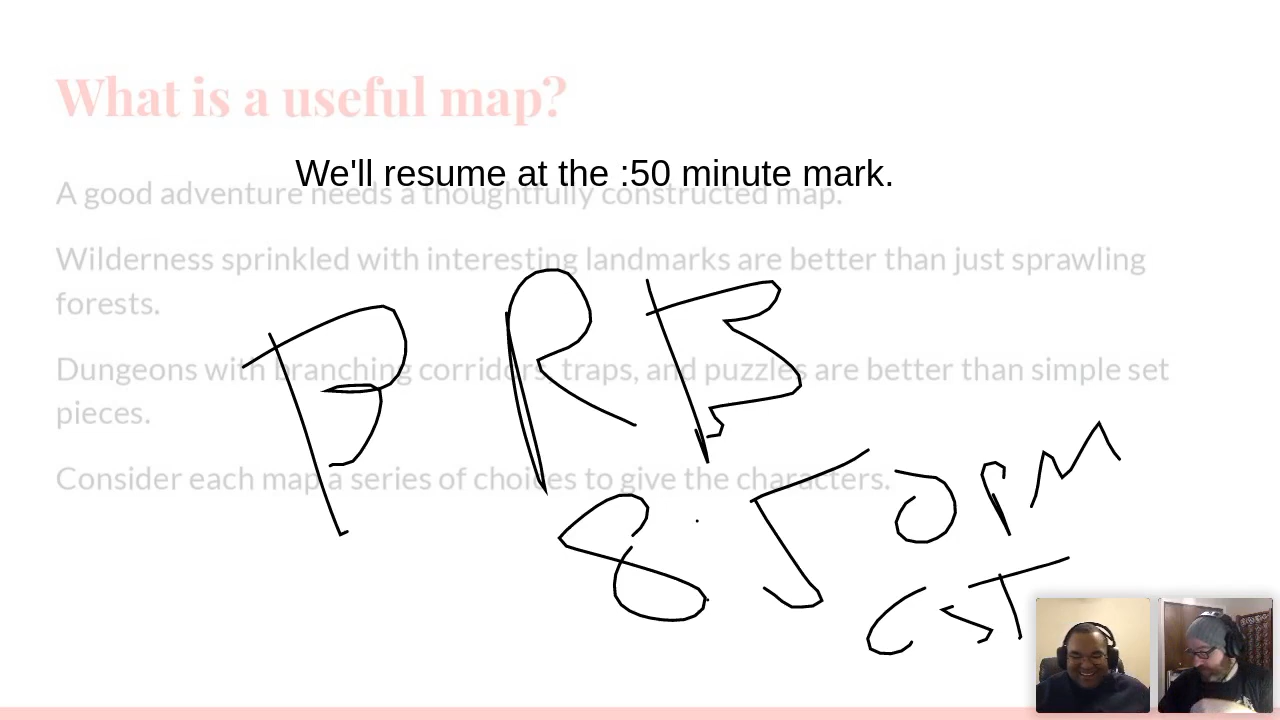 What is a useful map?
We'll resume at the :50 minute mark.
A good adventure needs a thoughtfully constructed map.
Wilderness sprinkled with interesting landmarks are better than just sprawling
forests.
Dungeons with branching corridors, traps, and puzzles are better than simple set
pieces.
Consider each map a series of choices to give the characters.
BRB
8:50pm
CST